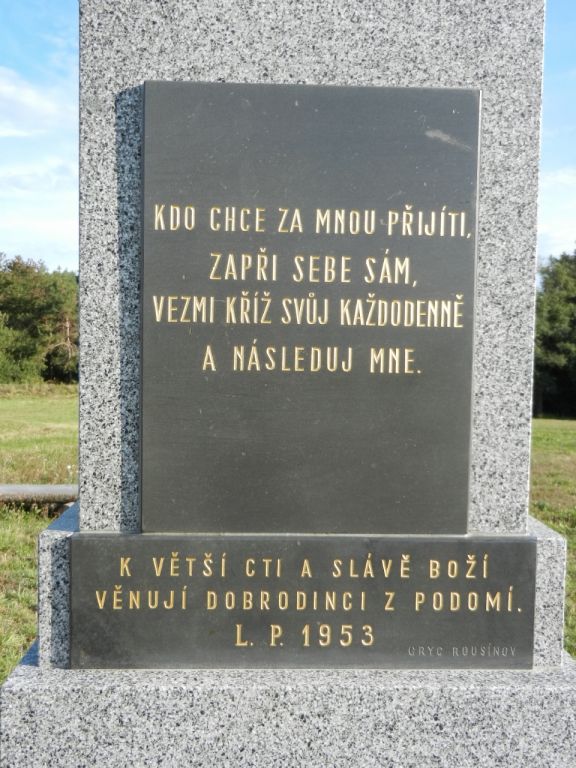 KDO CHCE ZA MNOU PŘIJÍTI,
ZAPŘI SEBE SÁM,
VEZMI KŘÍŽ SVŮJ KAŽDODENNĚ
A NÁSLEDUJ MNE.
K VĚTŠÍ CTI A SLÁVĚ BOŽÍ
VĚNUJÍ DOBRODINCI Z PODOMÍ.
L. P. 1953
GRYC ROUSÍNOV